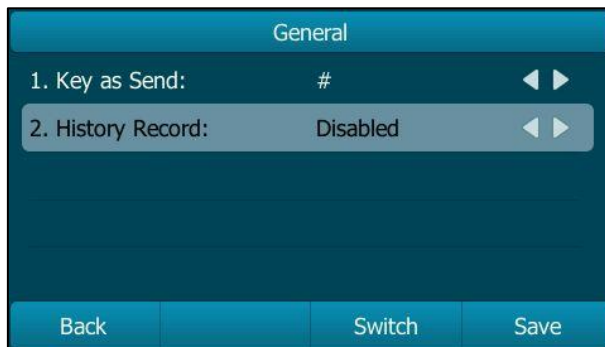 General
1. Key as Send: #
2. History Record: Disabled
Back Switch Save